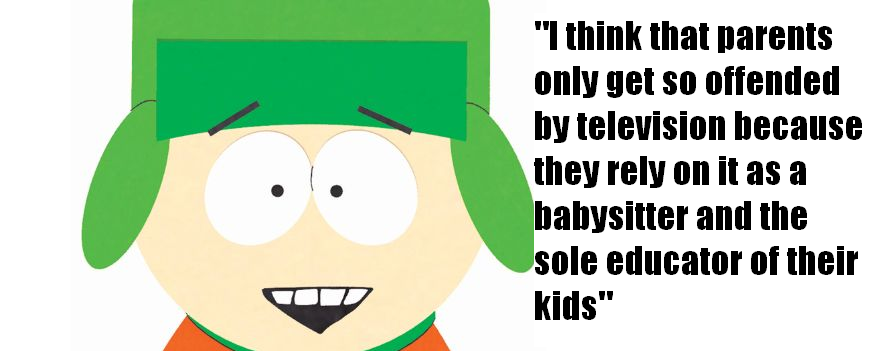 "I think that parents
only get so offended
by television because
they rely on it as a
babysitter and the
sole educator of their
kids"